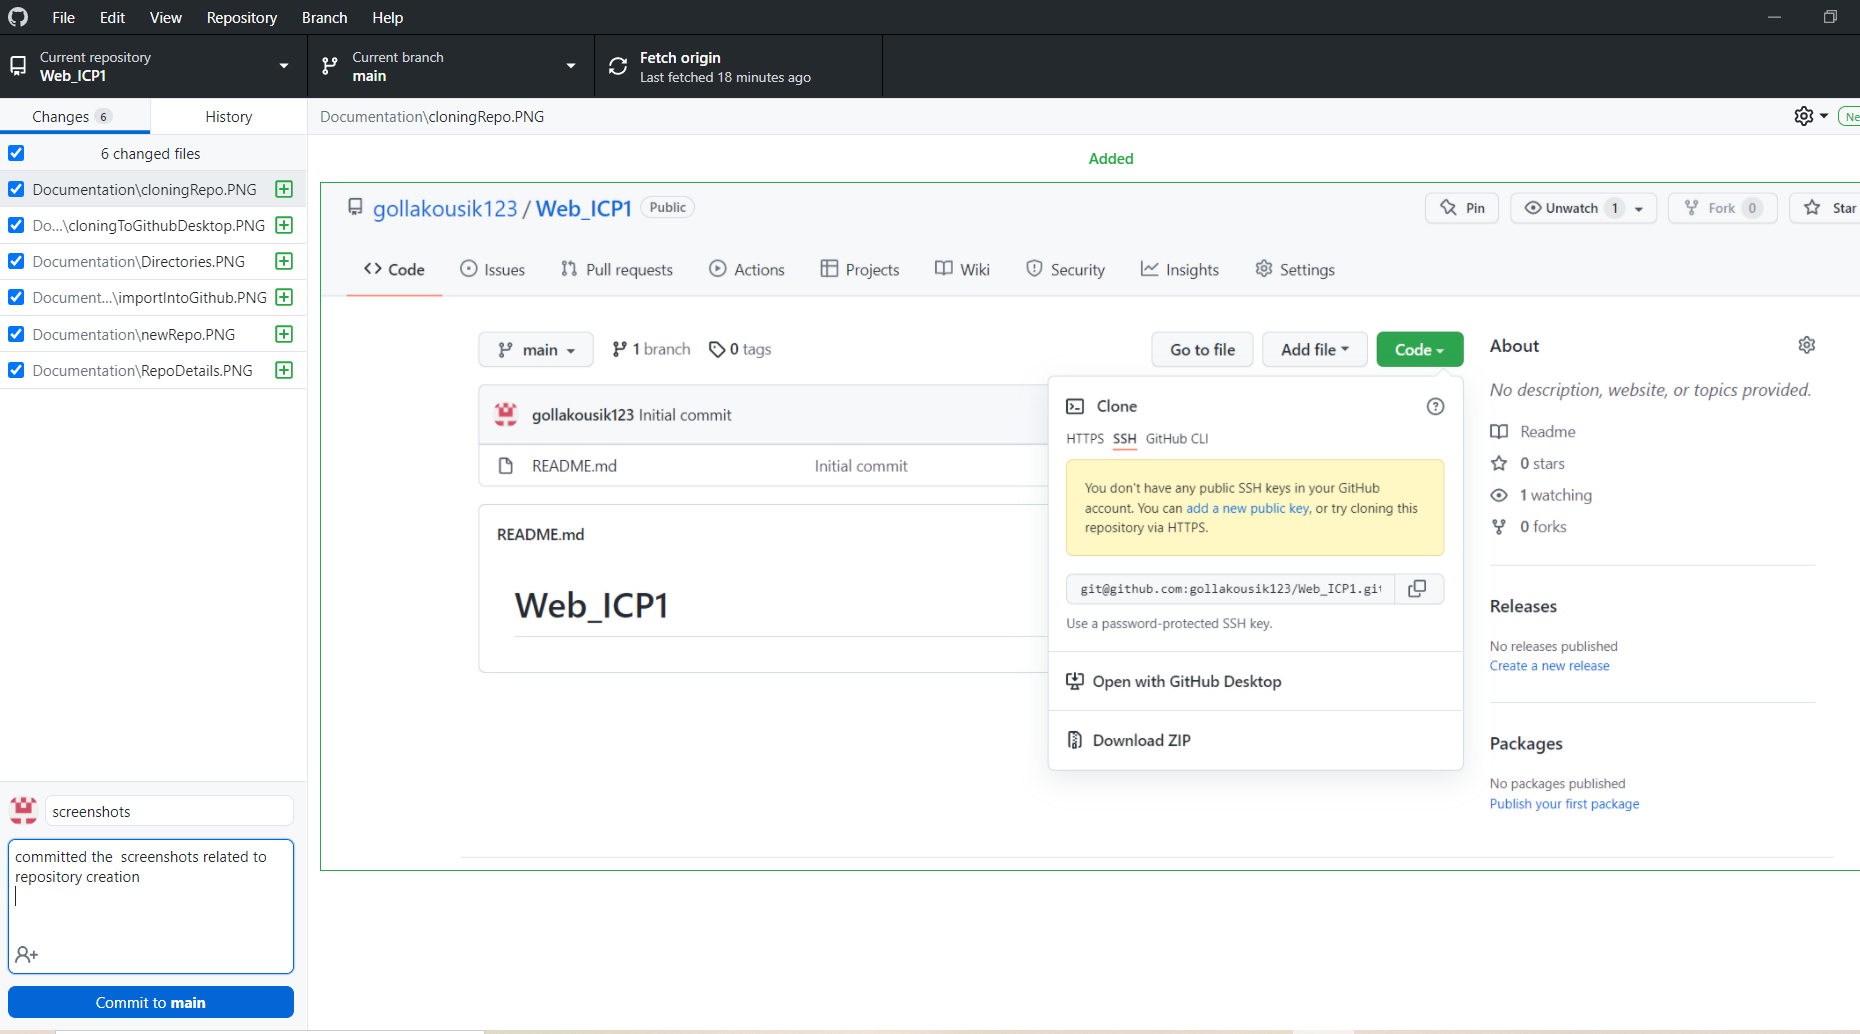 File Edit View Repository Branch Help
Current repository
Web_ICP1
Current branch
main
Fetch origin
Last fetched 18 minutes ago
Changes 6
History
Documentation\cloningRepo.PNG
Ne
6 changed files
Documentation\cloningRepo.PNG
Do...\cloningToGithubDesktop.PNG
Documentation\Directories.PNG
Document...\importIntoGithub.PNG
Documentation\newRepo.PNG
Documentation\RepoDetails.PNG
screenshots
committed the  screenshots related to
repository creation
Commit to main
Added
gollakousik123 / Web_ICP1 Public
Pin Unwatch 1 Fork 0 Star
Code Issues Pull requests Actions Projects Wiki Security Insights Settings
main 1 branch 0 tags
Go to file Add file Code
gollakousik123 Initial commit
README.md Initial commit
README.md
Web_ICP1
Clone
HTTPS SSH GitHub CLI
You don't have any public SSH keys in your GitHub
account. You can add a new public key, or try cloning this
repository via HTTPS.
git@github.com:gollakousik123/Web_ICP1.git
Use a password-protected SSH key.
Open with GitHub Desktop
Download ZIP
About
No description, website, or topics provided.
Readme
0 stars
1 watching
0 forks
Releases
No releases published
Create a new release
Packages
No packages published
Publish your first package